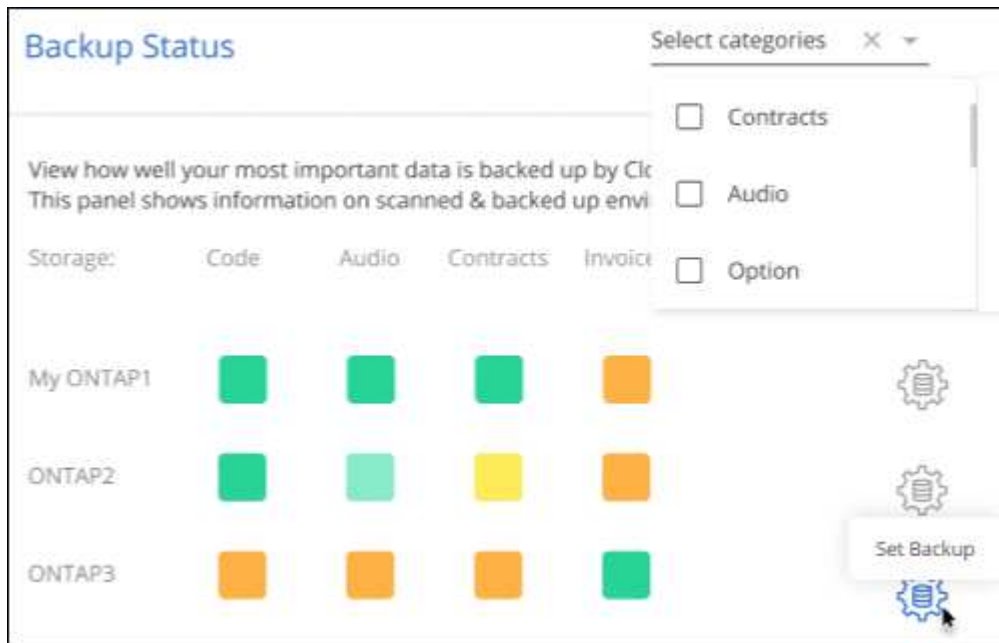 Backup Status
Select categories
Contracts
View how well your most important data is backed up by Clo
This panel shows information on scanned & backed up envi
Audio
Storage: Code Audio Contracts Invoice
Option
My ONTAP1
ONTAP2
Set Backup
ONTAP3